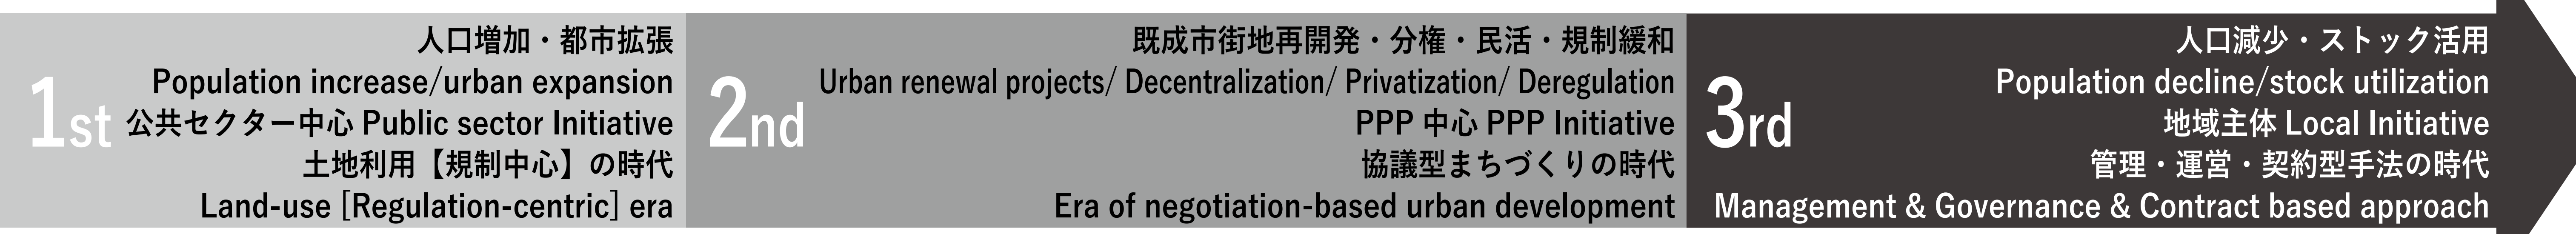 1st
人口増加・都市拡張
Population increase/urban expansion
公共セクター中心 Public sector Initiative
土地利用【規制中心】の時代
Land-use [Regulation-centric] era
2nd
既成市街地再開発・分権・民活・規制緩和
Urban renewal projects/ Decentralization/ Privatization/ Deregulation
PPP 中心 PPP Initiative
協議型まちづくりの時代
Era of negotiation-based urban development
3rd
人口減少・ストック活用
Population decline/stock utilization
地域主体 Local Initiative
管理・運営・契約型手法の時代
Management & Governance & Contract based approach